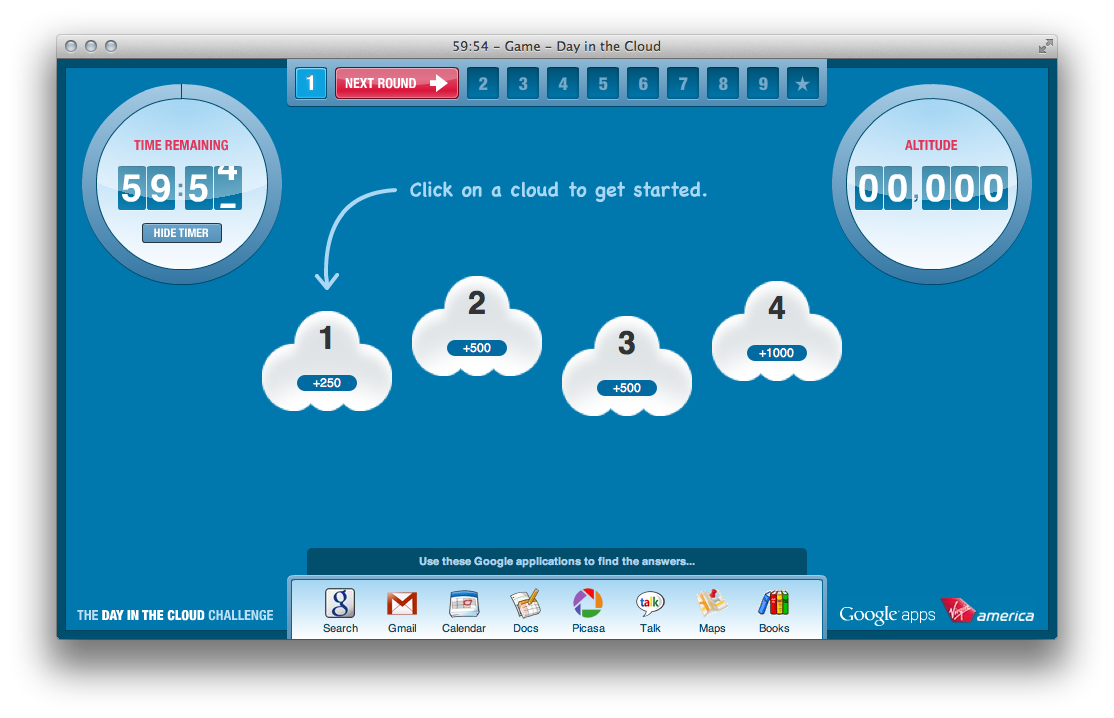 59:54 – Game – Day in the Cloud
1 NEXT ROUND 2 3 4 5 6 7 8 9
TIME REMAINING
59:54
HIDE TIMER
ALTITUDE
00,000
Click on a cloud to get started.
1
+250
2
+500
3
+500
4
+1000
Use these Google applications to find the answers...
g
talk
Search Gmail Calendar Docs Picasa Talk Maps Books
THE DAY IN THE CLOUD CHALLENGE
Google apps
Virgin america